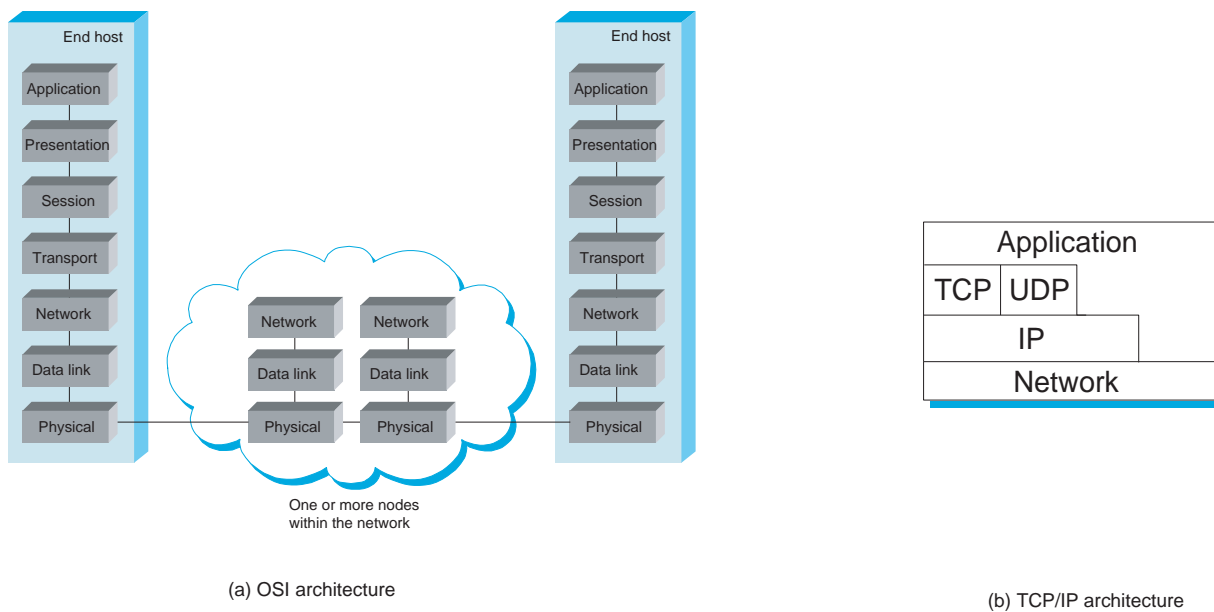 End host
Application
Presentation
Session
Transport
Network
Data link
Physical
Network
Data link
Physical
Network
Data link
Physical
One or more nodes
within the network
End host
Application
Presentation
Session
Transport
Network
Data link
Physical
(a) OSI architecture
Application
TCP UDP
IP
Network
(b) TCP/IP architecture